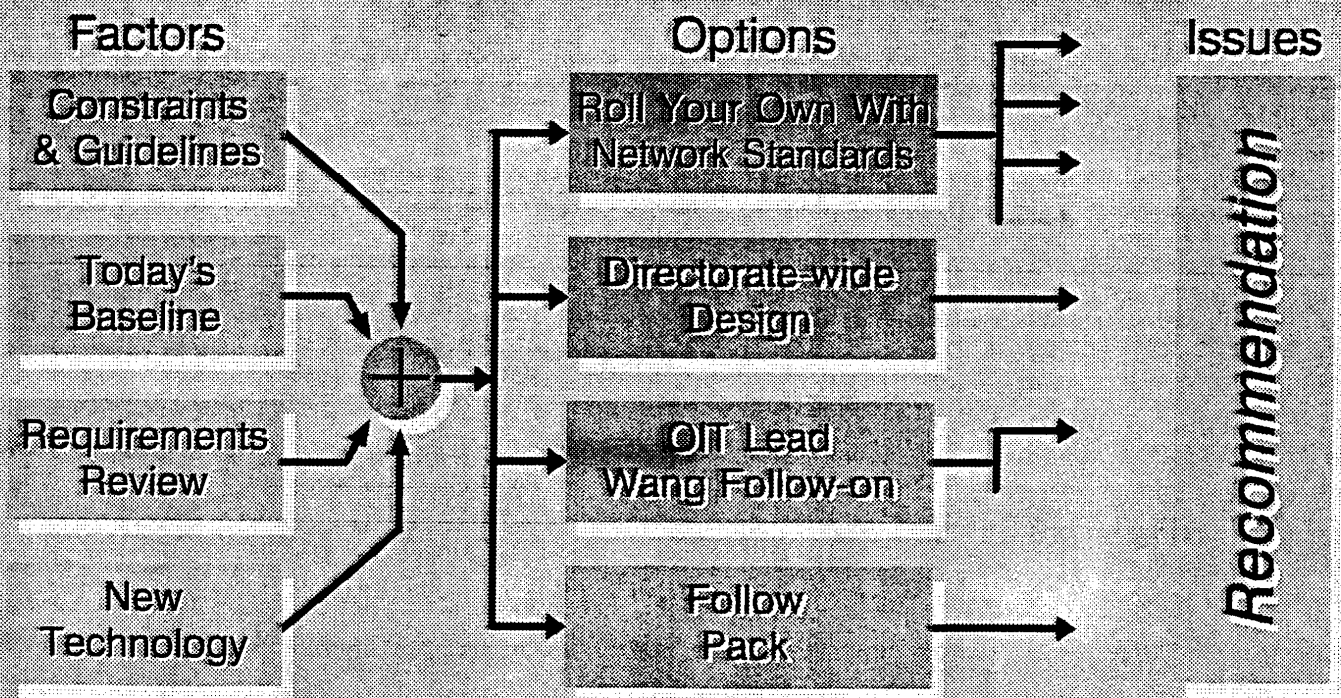 Factors
Options
Issues
Constraints
& Guidelines
Today's
Baseline
Requirements
Review
New
Technology
Roll Your Own With
Network Standards
Directorate-wide
Design
OIT Lead
Wang Follow-on
Follow
Pack
Recommendation